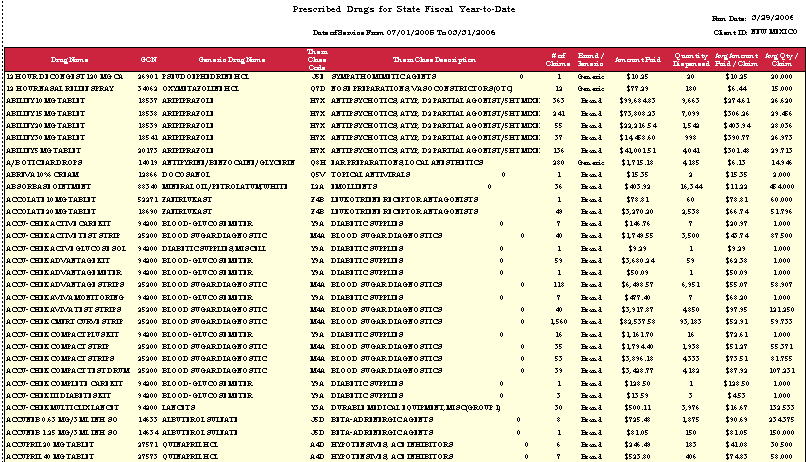 Prescribed Drugs for State Fiscal Year-to-Date
Run Date: 3/29/2006
Date of Service From 07/01/2005 To 03/31/2006 Client ID: NEW MEXICO
Drug Name GCN Generic Drug Name Thera Class Code Thera Class Description # of Claims Brand / Generic Amount Paid Quantity Dispensed Avg Amount Paid / Claim Avg Qty / Claim
12 HOUR DECONGEST 120 MG CA 26901 PSEUDOEPHEDRINE HCL J5D SYMPATHOMIMETIC AGENTS 0 1 Generic $10.25 20 $10.25 20.000
12 HOUR NASAL RELIEF SPRAY 34062 OXYMETAZOLINE HCL Q7D NOSE PREPARATIONS, VASOCONSTRICTORS(OTC) 12 Generic $77.29 180 $6.44 15.000
ABILIFY 10 MG TABLET 18537 ARIPIPRAZOLE H7X ANTIPSYCHOTICS, ATYP, D2 PARTIAL AGONIST/5HT MIXE 363 Brand $99,684.83 9,663 $274.61 26.620
ABILIFY 15 MG TABLET 18538 ARIPIPRAZOLE H7X ANTIPSYCHOTICS, ATYP, D2 PARTIAL AGONIST/5HT MIXE 241 Brand $73,808.23 7,099 $306.26 29.456
ABILIFY 20 MG TABLET 18539 ARIPIPRAZOLE H7X ANTIPSYCHOTICS, ATYP, D2 PARTIAL AGONIST/5HT MIXE 55 Brand $22,216.54 1,542 $403.94 28.036
ABILIFY 30 MG TABLET 18541 ARIPIPRAZOLE H7X ANTIPSYCHOTICS, ATYP, D2 PARTIAL AGONIST/5HT MIXE 37 Brand $14,458.60 998 $390.77 26.973
ABILIFY 5 MG TABLET 20173 ARIPIPRAZOLE H7X ANTIPSYCHOTICS, ATYP, D2 PARTIAL AGONIST/5HT MIXE 136 Brand $41,001.51 4,041 $301.48 29.713
A/B OTIC EAR DROPS 14019 ANTIPYRINE/BENZOCAINE/GLYCERIN Q8H EAR PREPARATIONS, LOCAL ANESTHETICS 280 Generic $1,715.18 4,185 $6.13 14.946
ABREVA 10% CREAM 12866 DOCOSANOL Q5V TOPICAL ANTIVIRALS 0 1 Brand $15.35 2 $15.35 2.000
ABSORBASE OINTMENT 88340 MINERAL OIL/PETROLATUM, WHITE L2A EMOLLIENTS 0 36 Brand $403.92 16,344 $11.22 454.000
ACCOLATE 10 MG TABLET 52271 ZAFIRLUKAST Z4B LEUKOTRIENE RECEPTOR ANTAGONISTS 1 Brand $78.81 60 $78.81 60.000
ACCOLATE 20 MG TABLET 18690 ZAFIRLUKAST Z4B LEUKOTRIENE RECEPTOR ANTAGONISTS 49 Brand $3,270.20 2,538 $66.74 51.796
ACCU-CHEK ACTIVE CARE KIT 94200 BLOOD-GLUCOSE METER Y9A DIABETIC SUPPLIES 0 7 Brand $146.76 7 $20.97 1.000
ACCU-CHEK ACTIVE TEST STRIP 25200 BLOOD SUGAR DIAGNOSTIC M4A BLOOD SUGAR DIAGNOSTICS 0 40 Brand $1,749.55 3,500 $43.74 87.500
ACCU-CHEK ACTIVE GLUCOSE SOL 94200 DIABETIC SUPPLIES, MISCELL Y9A DIABETIC SUPPLIES 0 1 Brand $9.29 1 $9.29 1.000
ACCU-CHEK ADVANTAGE KIT 94200 BLOOD-GLUCOSE METER Y9A DIABETIC SUPPLIES 0 59 Brand $3,680.24 59 $62.38 1.000
ACCU-CHEK ADVANTAGE METER 94200 BLOOD-GLUCOSE METER Y9A DIABETIC SUPPLIES 0 1 Brand $50.09 1 $50.09 1.000
ACCU-CHEK ADVANTAGE STRIPS 25200 BLOOD SUGAR DIAGNOSTIC M4A BLOOD SUGAR DIAGNOSTICS 0 118 Brand $6,498.57 6,951 $55.07 58.907
ACCU-CHEK AVIVA MONITORING 94200 BLOOD-GLUCOSE METER Y9A DIABETIC SUPPLIES 0 7 Brand $477.40 7 $68.20 1.000
ACCU-CHEK AVIVA TEST STRIPS 25200 BLOOD SUGAR DIAGNOSTIC M4A BLOOD SUGAR DIAGNOSTICS 0 40 Brand $3,917.87 4,850 $97.95 121.250
ACCU-CHEK CMFRT CURVE STRIP 25200 BLOOD SUGAR DIAGNOSTIC M4A BLOOD SUGAR DIAGNOSTICS 0 1,560 Brand $82,537.58 93,183 $52.91 59.733
ACCU-CHEK COMPACT PLUS KIT 94200 BLOOD-GLUCOSE METER Y9A DIABETIC SUPPLIES 0 16 Brand $1,161.70 16 $72.61 1.000
ACCU-CHEK COMPACT STRIP 25200 BLOOD SUGAR DIAGNOSTIC M4A BLOOD SUGAR DIAGNOSTICS 0 35 Brand $1,794.40 1,938 $51.27 55.371
ACCU-CHEK COMPACT STRIPS 25200 BLOOD SUGAR DIAGNOSTIC M4A BLOOD SUGAR DIAGNOSTICS 0 53 Brand $3,896.18 4,333 $73.51 81.755
ACCU-CHEK COMPACT TEST DRUM 25200 BLOOD SUGAR DIAGNOSTIC M4A BLOOD SUGAR DIAGNOSTICS 0 39 Brand $3,428.77 4,182 $87.92 107.231
ACCU-CHEK COMPLETE CARE KIT 94200 BLOOD-GLUCOSE METER Y9A DIABETIC SUPPLIES 0 1 Brand $128.50 1 $128.50 1.000
ACCU-CHEK III DIABETES KIT 94200 BLOOD-GLUCOSE METER Y9A DIABETIC SUPPLIES 0 3 Brand $13.59 3 $4.53 1.000
ACCU-CHEK MULTICLIX LANCET 94200 LANCETS Y3A DURABLE MEDICAL EQUIPMENT, MISC(GROUP 1) 30 Brand $500.11 3,976 $16.67 132.533
ACCUNEB 0.63 MG/3 ML INH SO 14633 ALBUTEROL SULFATE J5D BETA-ADRENERGIC AGENTS 0 8 Brand $725.48 1,875 $90.69 234.375
ACCUNEB 1.25 MG/3 ML INH SO 14634 ALBUTEROL SULFATE J5D BETA-ADRENERGIC AGENTS 0 1 Brand $81.05 150 $81.05 150.000
ACCUPRIL 20 MG TABLET 27571 QUINAPRIL HCL A4D HYPOTENSIVES, ACE INHIBITORS 0 6 Brand $246.49 183 $41.08 30.500
ACCUPRIL 40 MG TABLET 27573 QUINAPRIL HCL A4D HYPOTENSIVES, ACE INHIBITORS 0 7 Brand $523.80 406 $74.83 58.000